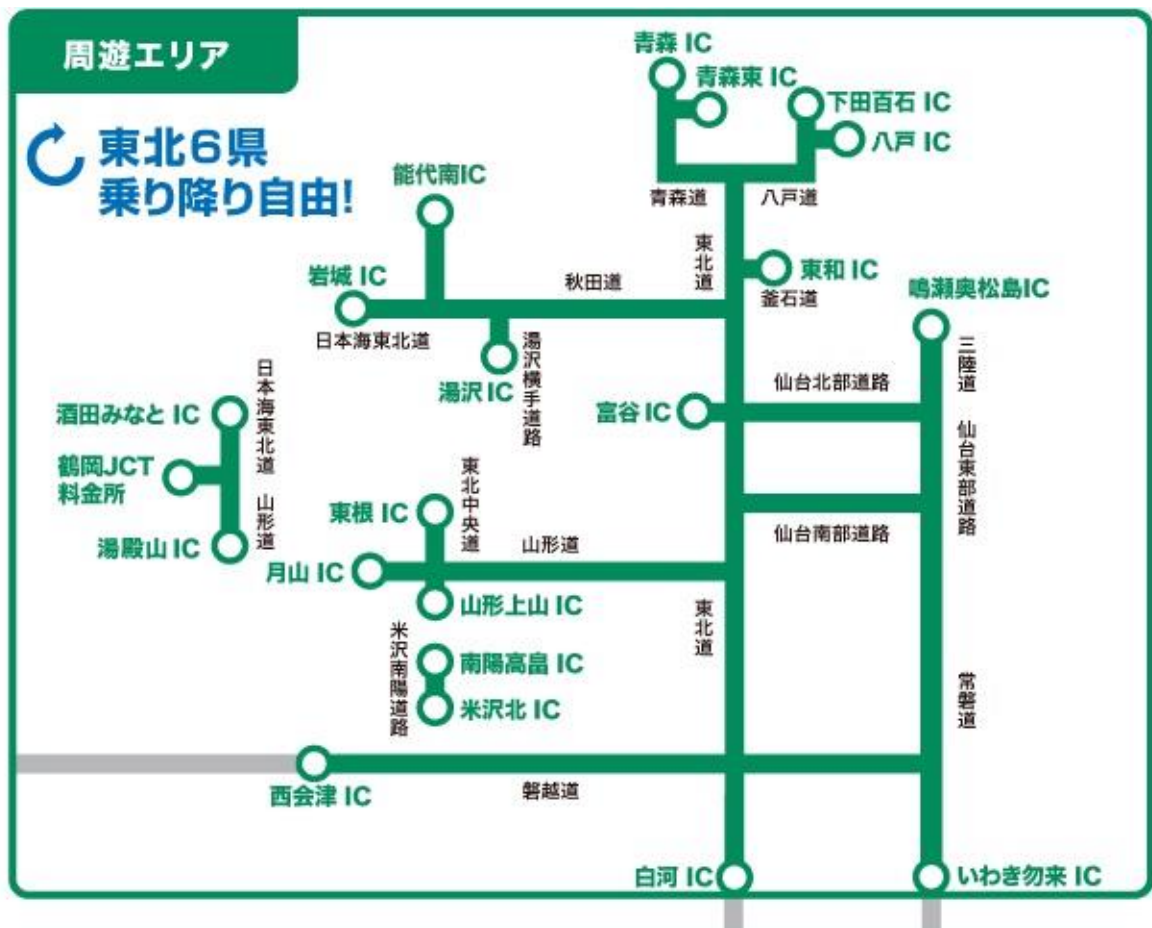 周遊エリア
東北6県
乗り降り自由!
青森 IC
青森東 IC
下田百石 IC
八戸 IC
能代南IC
青森道
八戸道
東北道
岩城 IC
秋田道
東和 IC
釜石道
鳴瀬奥松島IC
日本海東北道
湯沢 IC
湯沢横手道路
三陸道
仙台北部道路
富谷 IC
日本海東北道
酒田みなと IC
鶴岡JCT
料金所
山形道
湯殿山 IC
東根 IC
東北中央道
仙台東部道路
仙台南部道路
山形道
月山 IC
山形上山 IC
東北道
米沢南陽道路
南陽高畠 IC
米沢北 IC
常磐道
西会津 IC
磐越道
白河 IC
いわき勿来 IC